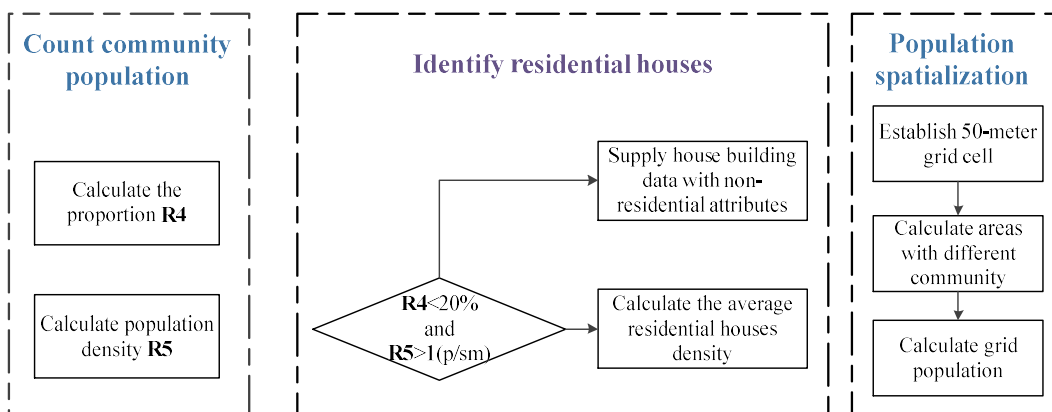 Count community
population
Calculate the
proportion R4
Calculate population
density R5
Identify residential houses
Supply house building
data with non-
residential attributes
R4<20%
and
R5>1(p/sm)
Calculate the average
residential houses
density
Population
spatialization
Establish 50-meter
grid cell
Calculate areas
with different
community
Calculate grid
population